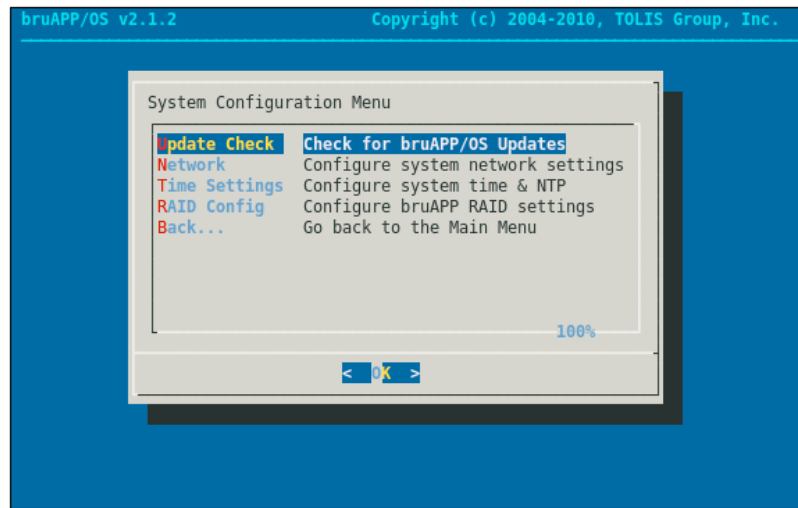 bruAPP/OS v2.1.2 Copyright (c) 2004-2010, TOLIS Group, Inc.
System Configuration Menu
Update Check Check for bruAPP/OS Updates
Network Configure system network settings
Time Settings Configure system time & NTP
RAID Config Configure bruAPP RAID settings
Back... Go back to the Main Menu
100%
< OK >